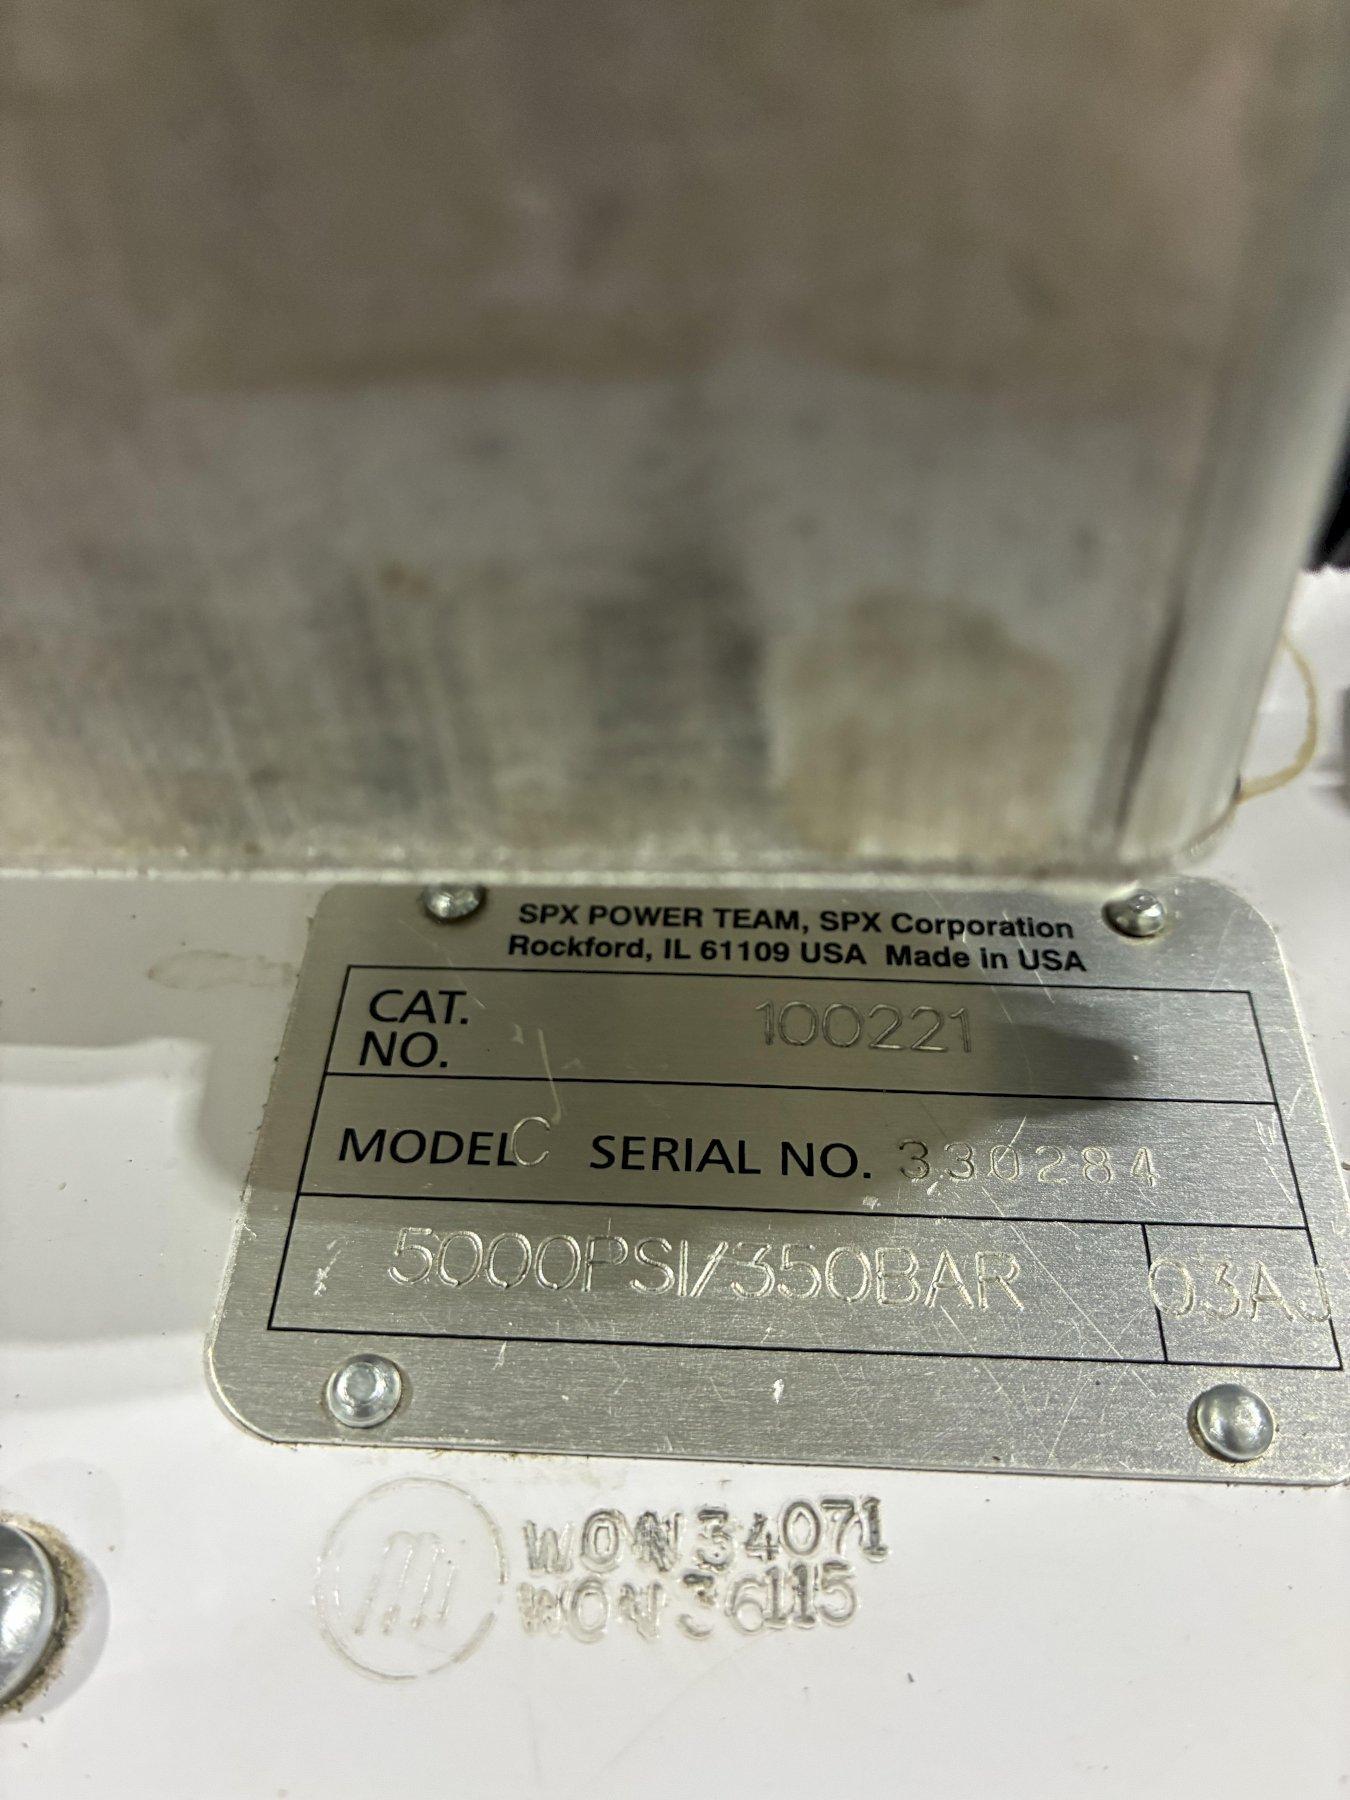 SPX POWER TEAM, SPX Corporation
Rockford, IL 61109 USA Made in USA
CAT. NO. 100221
MODEL C SERIAL NO. 330284
5000PSI/350BAR 03AJ
WON34071
WON36115